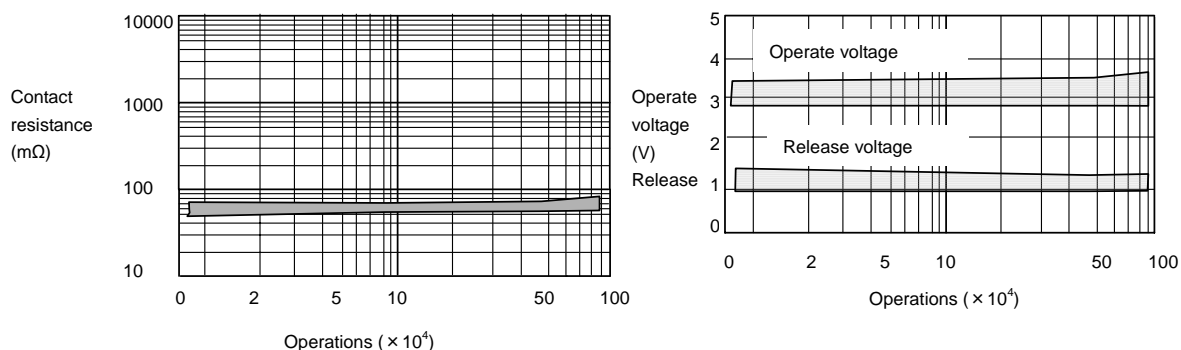 10000
1000
100
10
Contact
resistance
(mΩ)
0 2 5 10 50 100
Operations ( × 10⁴)
5
4
3
2
1
0
Operate
voltage
(V)
Release
Operate voltage
Release voltage
0 2 5 10 50 100
Operations ( × 10⁴)